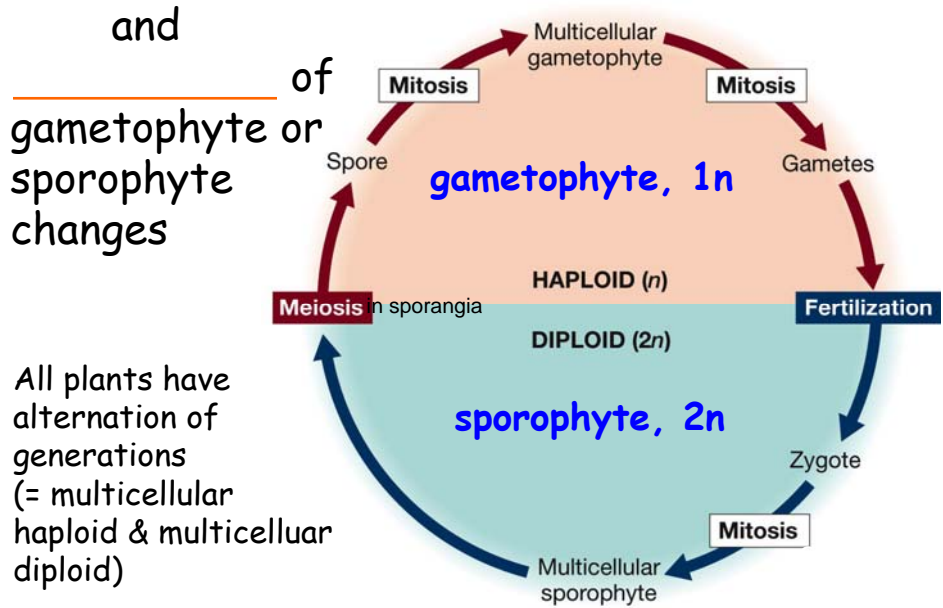 and
______________ of
gametophyte or
sporophyte
changes
All plants have
alternation of
generations
(= multicellular
haploid & multicelluar
diploid)
Multicellular
gametophyte
Mitosis
Mitosis
Spore
Gametes
gametophyte, 1n
HAPLOID (n)
Meiosis in sporangia
Fertilization
DIPLOID (2n)
sporophyte, 2n
Zygote
Mitosis
Multicellular
sporophyte